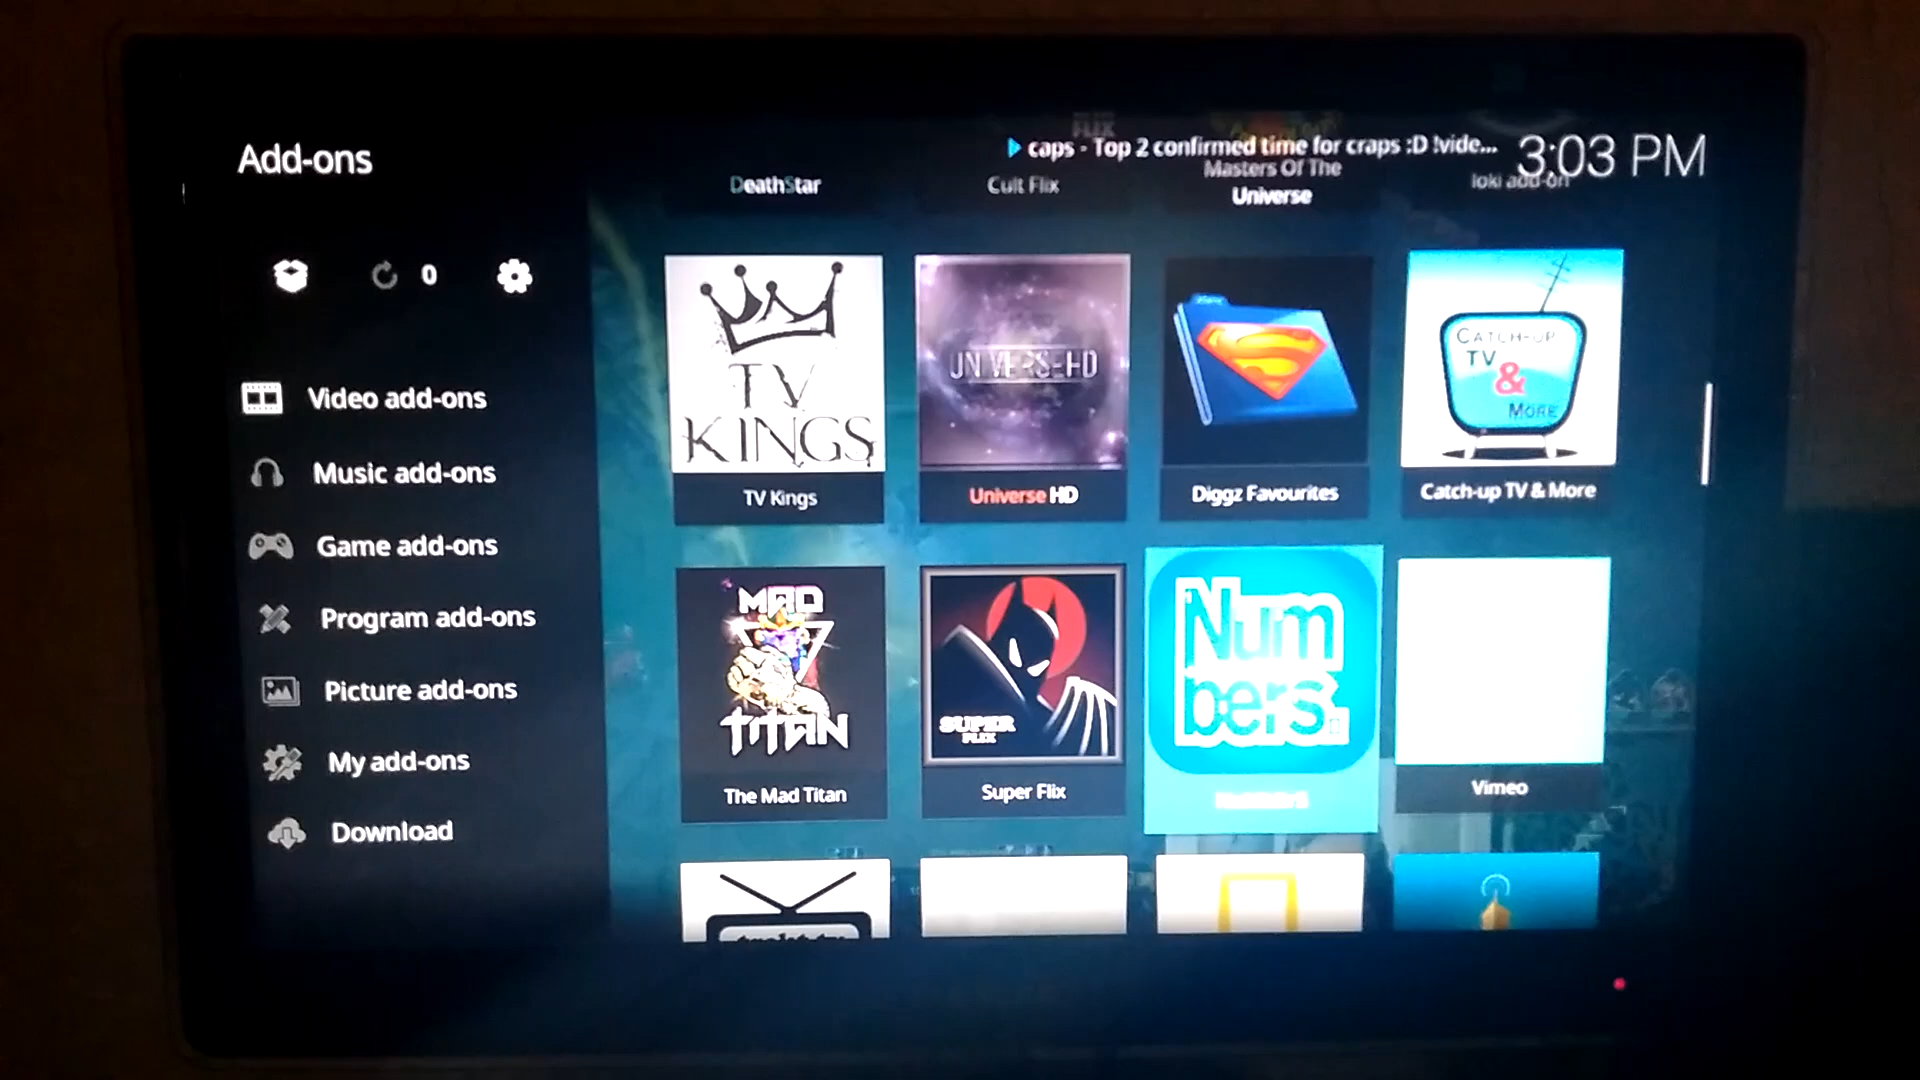 Add-ons
caps - Top 2 confirmed time for craps :D !vide...
3:03 PM
DeathStar
Cult Flix
Masters Of The
Universe
loki add-on
0
Video add-ons
Music add-ons
Game add-ons
Program add-ons
Picture add-ons
My add-ons
Download
TV
KINGS
TV Kings
UNIVERSE HD
Universe HD
Diggz Favourites
CATCH-UP
TV
&
MORE
Catch-up TV & More
MAD
TITAN
The Mad Titan
SUPER
FLIX
Super Flix
Num
bers.
Vimeo